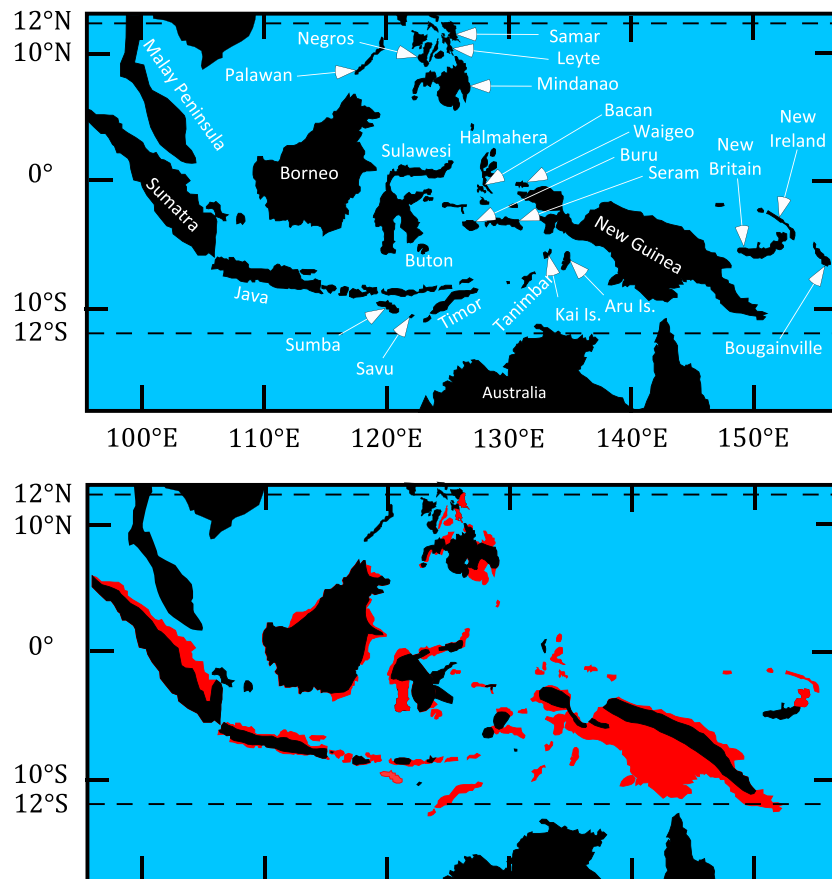 12°N
10°N
0°
10°S
12°S
Malay Peninsula
Negros
Palawan
Samar
Leyte
Mindanao
Bacan
Halmahera
Waigeo
Buru
Seram
New
Ireland
New
Britain
Sulawesi
Borneo
Sumatra
New Guinea
Buton
Java
Timor
Tanimbar
Kai Is.
Aru Is.
Sumba
Savu
Bougainville
Australia
100°E 110°E 120°E 130°E 140°E 150°E
12°N
10°N
0°
10°S
12°S